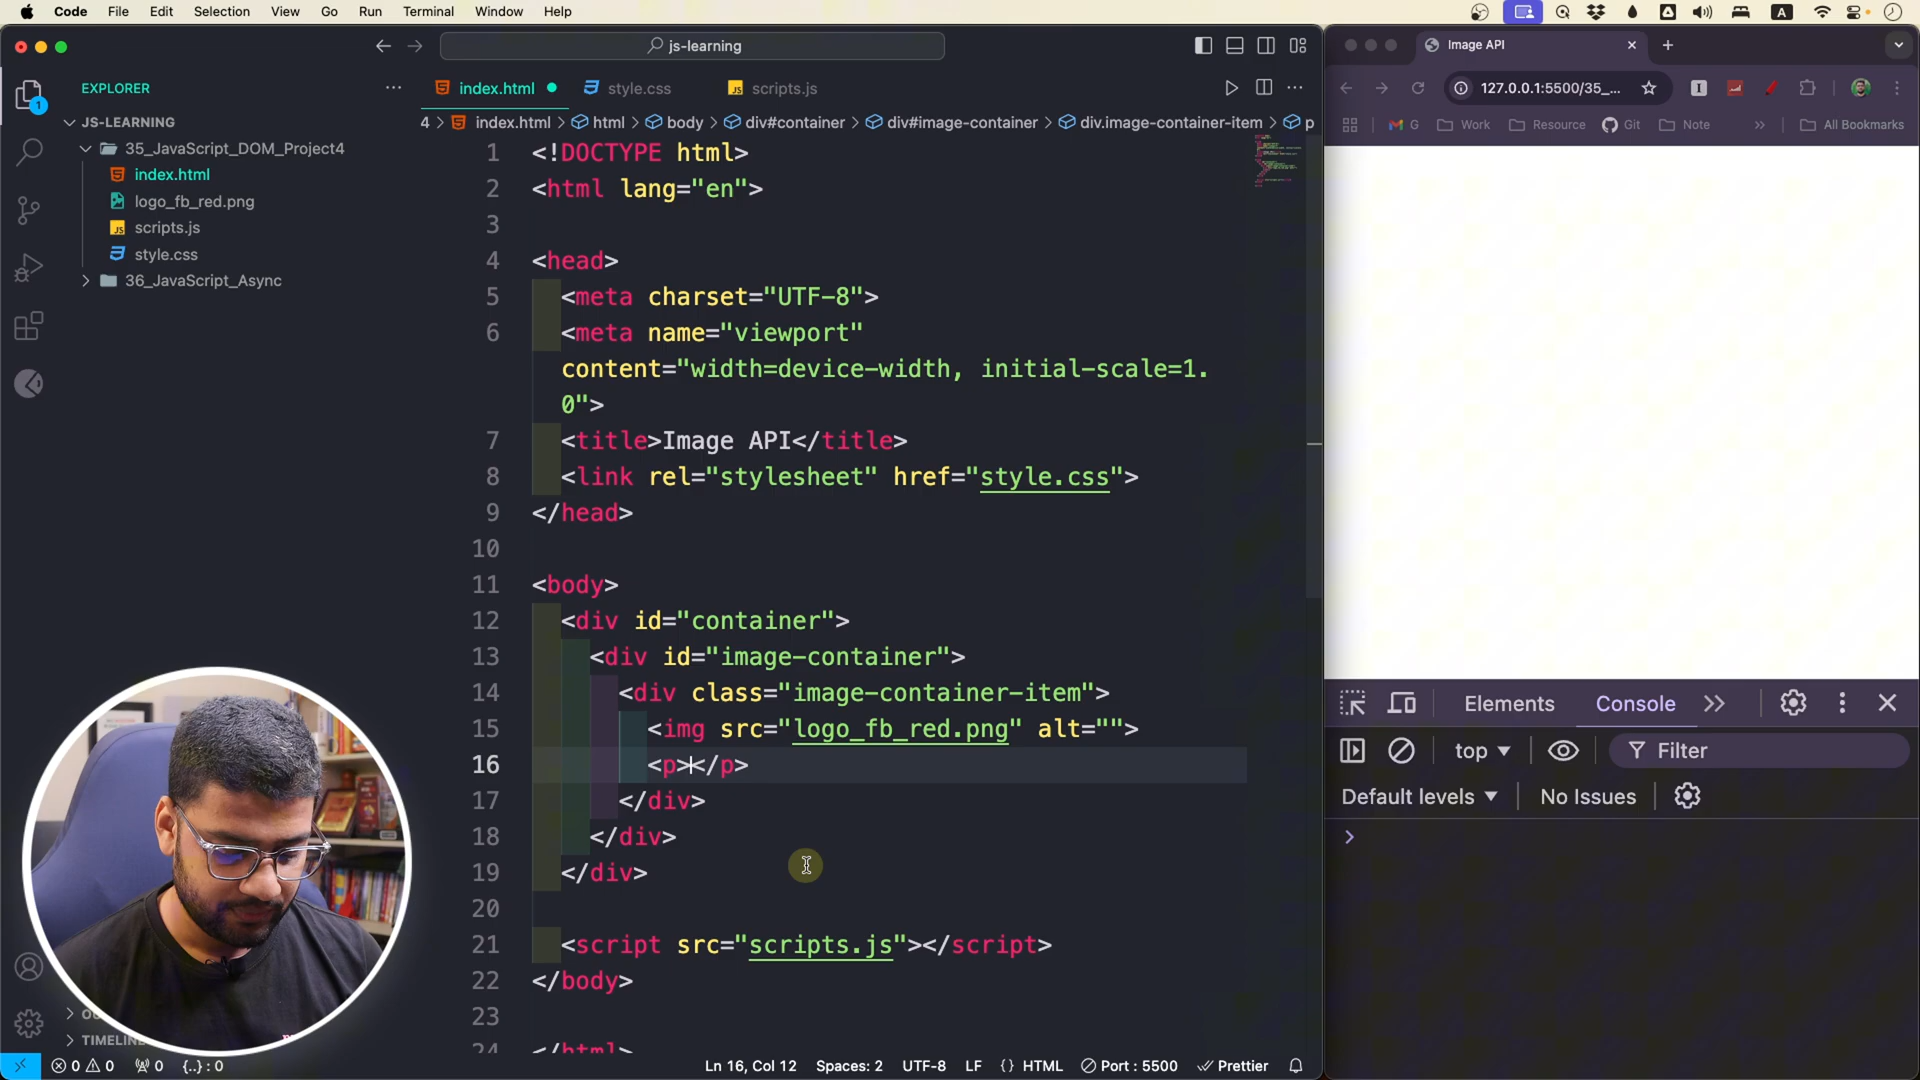 Code File Edit Selection View Go Run Terminal Window Help
A
js-learning
EXPLORER
JS-LEARNING
35_JavaScript_DOM_Project4
index.html
logo_fb_red.png
scripts.js
style.css
36_JavaScript_Async
1
TIMELINE
index.html
style.css
scripts.js
4 > index.html > html > body > div#container > div#image-container > div.image-container-item > p
1 <!DOCTYPE html>
2 <html lang="en">
3
4 <head>
5 <meta charset="UTF-8">
6 <meta name="viewport"
content="width=device-width, initial-scale=1.
0">
7 <title>Image API</title>
8 <link rel="stylesheet" href="style.css">
9 </head>
10
11 <body>
12 <div id="container">
13 <div id="image-container">
14 <div class="image-container-item">
15 <img src="logo_fb_red.png" alt="">
16 <p></p>
17 </div>
18 </div>
19 </div>
20
21 <script src="scripts.js"></script>
22 </body>
23
24 </html>
0 0 0 {..} : 0
Ln 16, Col 12 Spaces: 2 UTF-8 LF {} HTML Port : 5500 Prettier
Image API
127.0.0.1:5500/35_...
G Work Resource Git Note » All Bookmarks
Elements Console
top Filter
Default levels No Issues